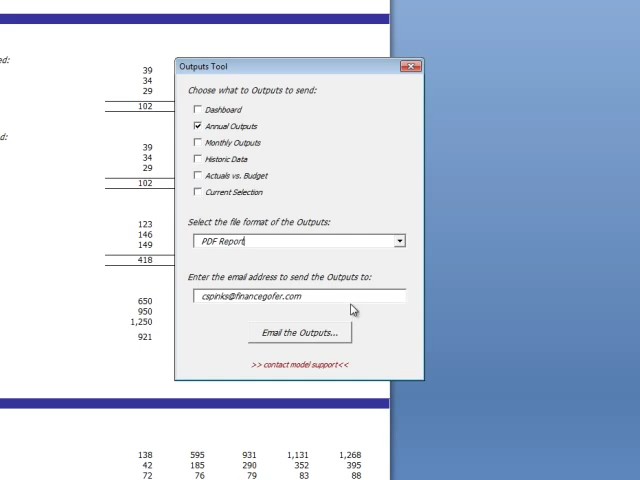 ed:
39
34
29
102
d:
39
34
29
102
123
146
149
418
650
950
1,250
921
Outputs Tool
Choose what to Outputs to send:
Dashboard
Annual Outputs
Monthly Outputs
Historic Data
Actuals vs. Budget
Current Selection
Select the file format of the Outputs:
PDF Report
Enter the email address to send the Outputs to:
cspinks@financegofer.com
Email the Outputs...
>> contact model support<<
138 595 931 1,131 1,268
42 185 290 352 395
72 76 79 83 88